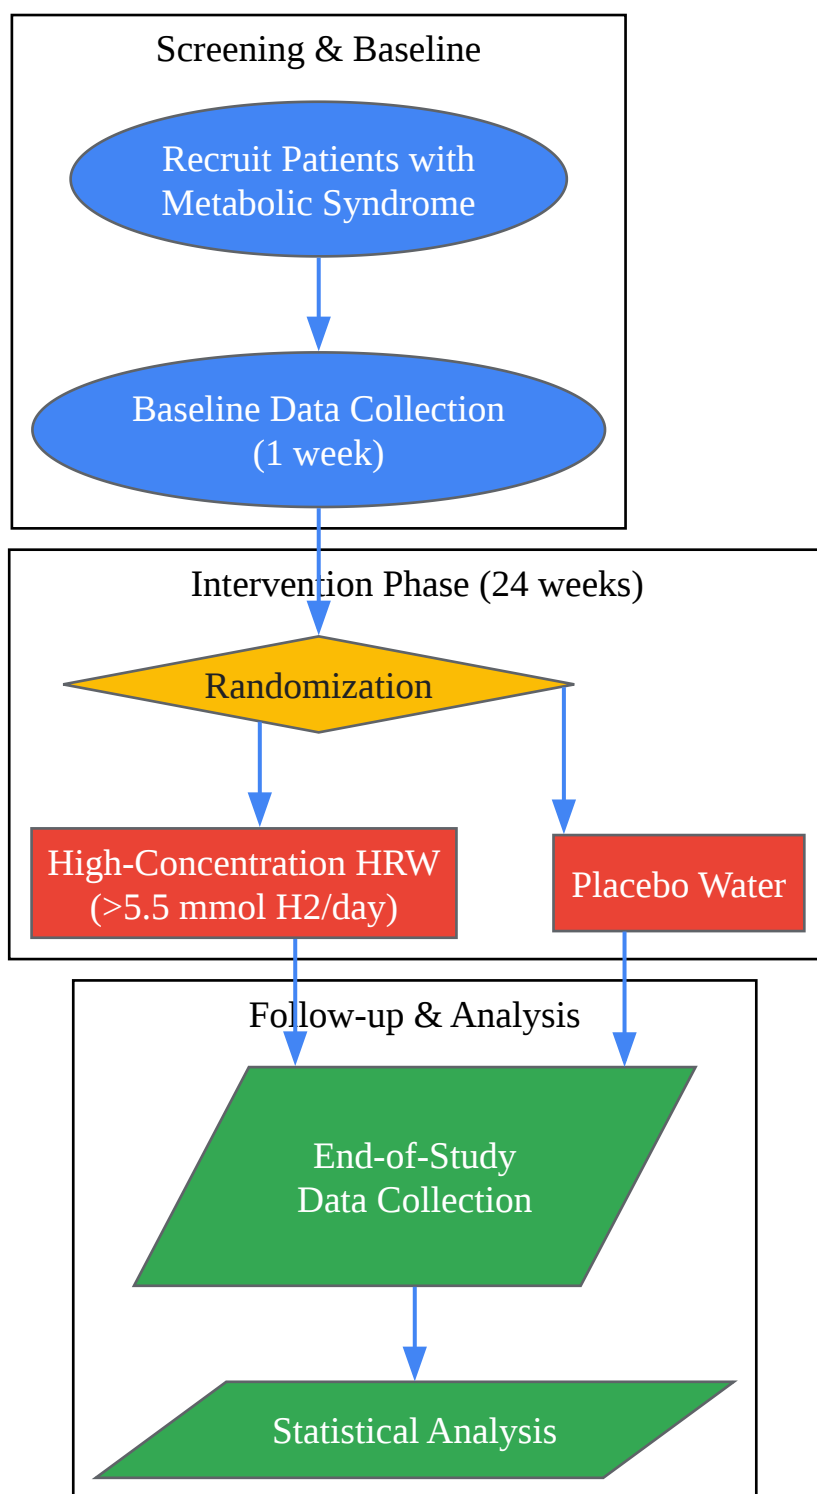 Screening & Baseline
Recruit Patients with
Metabolic Syndrome
Baseline Data Collection
(1 week)
Intervention Phase (24 weeks)
Randomization
High-Concentration HRW
(>5.5 mmol H2/day)
Placebo Water
Follow-up & Analysis
End-of-Study
Data Collection
Statistical Analysis